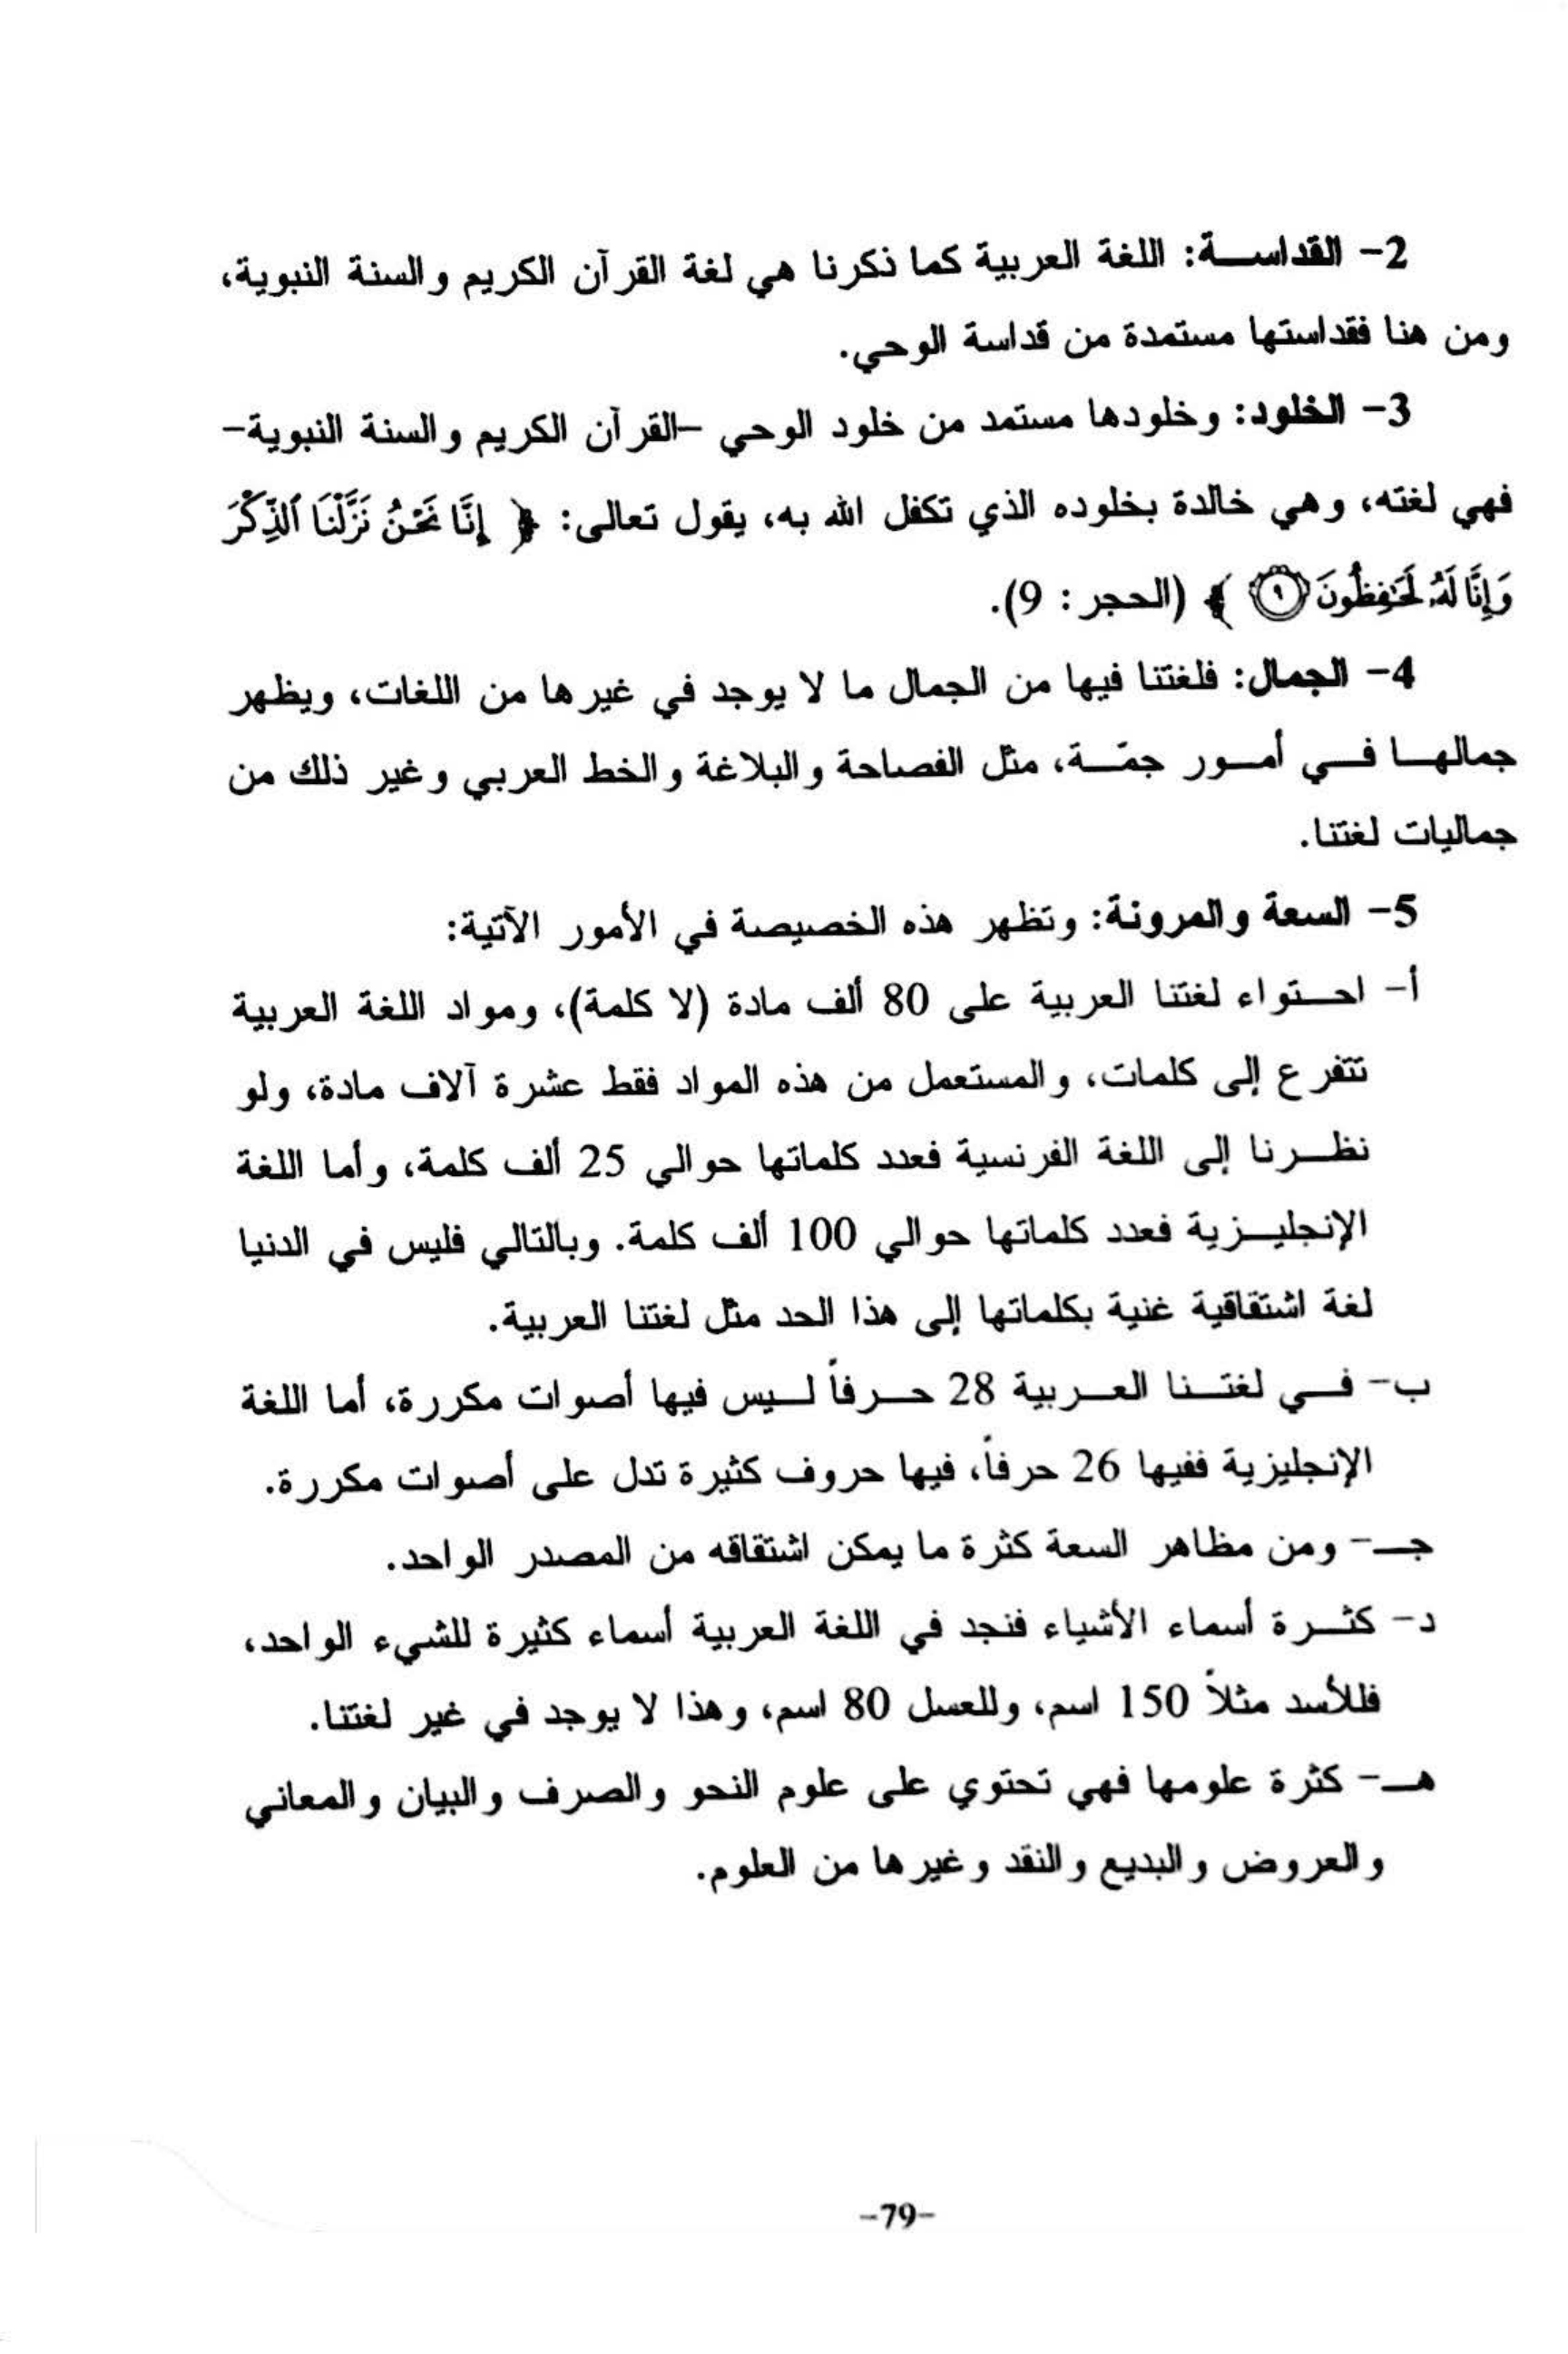 2- القداسة: اللغة العربية كما ذكرنا هي لغة القرآن الكريم والسنة النبوية،
ومن هنا فقداستها مستمدة من قداسة الوحي.
3- الخلود: وخلودها مستمد من خلود الوحي -القرآن الكريم والسنة النبوية-
فهي لغته، وهي خالدة بخلوده الذي تكفل الله به، يقول تعالى: ﴿ إِنَّا نَحْنُ نَزَّلْنَا ٱلذِّكْرَ
وَإِنَّا لَهُۥ لَحَٰفِظُونَ ٩ ﴾ (الحجر: 9).
4- الجمال: فلغتنا فيها من الجمال ما لا يوجد في غيرها من اللغات، ويظهر
جمالها في أمور جمّة، مثل الفصاحة والبلاغة والخط العربي وغير ذلك من
جماليات لغتنا.
5- السعة والمرونة: وتظهر هذه الخصيصة في الأمور الآتية:
أ- احتواء لغتنا العربية على 80 ألف مادة (لا كلمة)، ومواد اللغة العربية
تتفرع إلى كلمات، والمستعمل من هذه المواد فقط عشرة آلاف مادة، ولو
نظرنا إلى اللغة الفرنسية فعدد كلماتها حوالي 25 ألف كلمة، وأما اللغة
الإنجليزية فعدد كلماتها حوالي 100 ألف كلمة. وبالتالي فليس في الدنيا
لغة اشتقاقية غنية بكلماتها إلى هذا الحد مثل لغتنا العربية.
ب- في لغتنا العربية 28 حرفاً ليس فيها أصوات مكررة، أما اللغة
الإنجليزية ففيها 26 حرفاً، فيها حروف كثيرة تدل على أصوات مكررة.
جـ- ومن مظاهر السعة كثرة ما يمكن اشتقاقه من المصدر الواحد.
د- كثرة أسماء الأشياء فنجد في اللغة العربية أسماء كثيرة للشيء الواحد،
فللأسد مثلاً 150 اسم، وللعسل 80 اسم، وهذا لا يوجد في غير لغتنا.
هـ- كثرة علومها فهي تحتوي على علوم النحو والصرف والبيان والمعاني
والعروض والبديع والنقد وغيرها من العلوم.
-79-